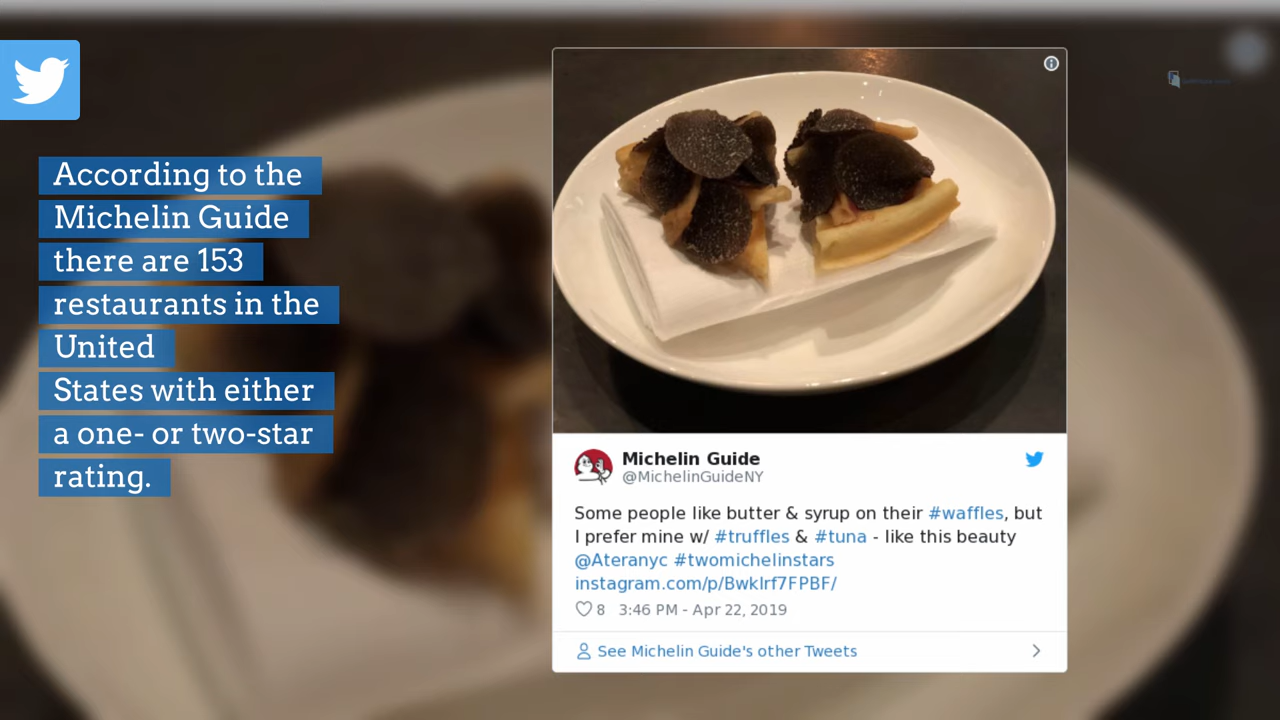 According to the
Michelin Guide
there are 153
restaurants in the
United
States with either
a one- or two-star
rating.
Michelin Guide
@MichelinGuideNY
Some people like butter & syrup on their #waffles, but
I prefer mine w/ #truffles & #tuna - like this beauty
@Ateranyc #twomichelinstars
instagram.com/p/BwkIrf7FPBF/
8 3:46 PM - Apr 22, 2019
See Michelin Guide's other Tweets